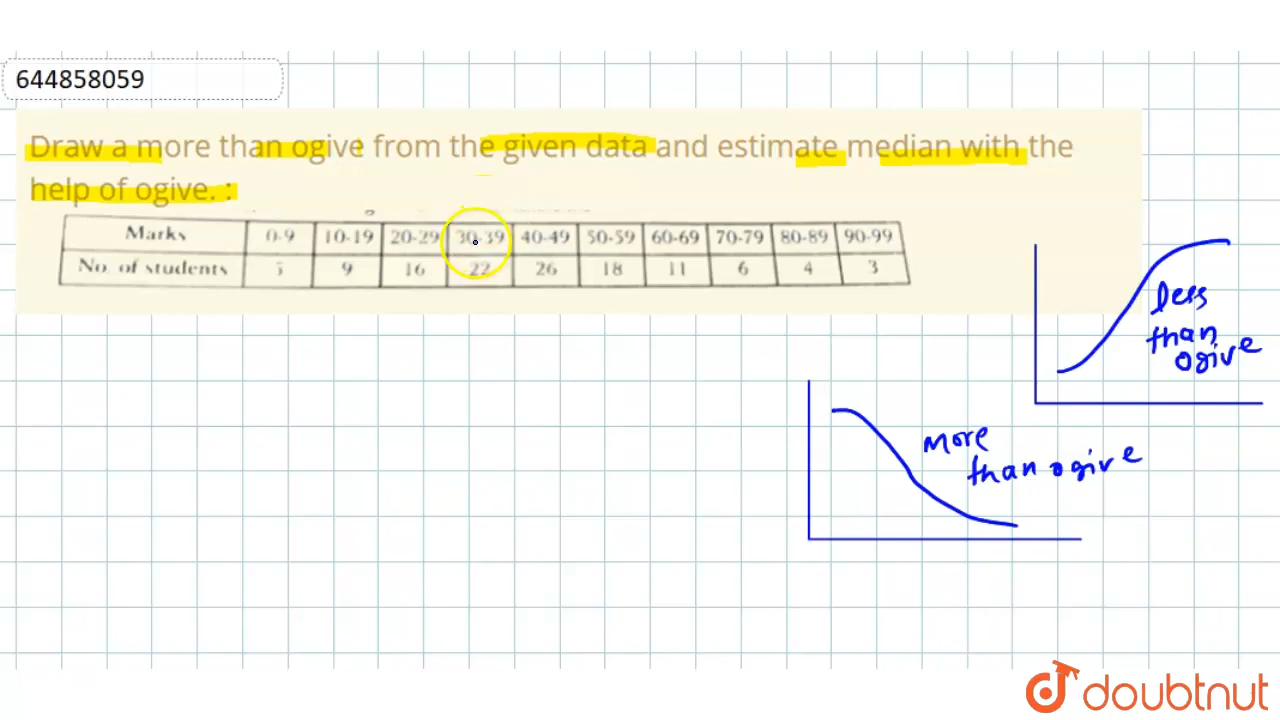 644858059
Draw a more than ogive from the given data and estimate median with the
help of ogive. :
Marks 0-9 10-19 20-29 30-39 40-49 50-59 60-69 70-79 80-89 90-99
No. of students 5 9 16 22 26 18 11 6 4 3
less
than
ogive
More
than ogive
doubtnut